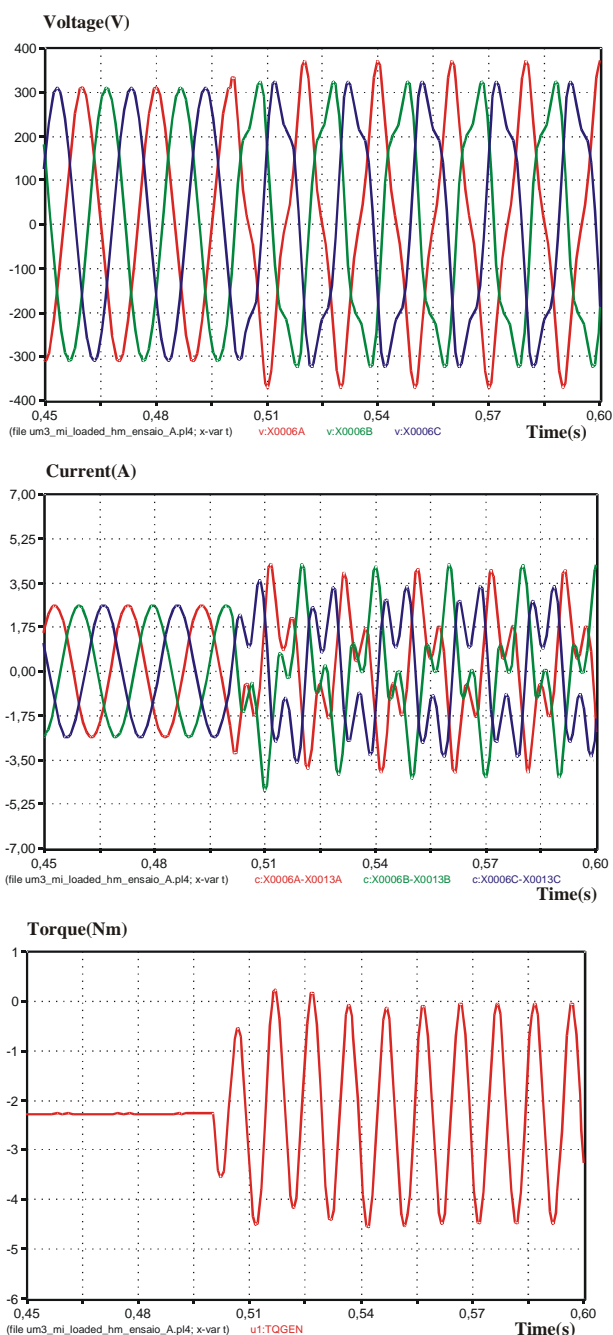 Voltage(V)
400
300
200
100
0
-100
-200
-300
-400
0,45 0,48 0,51 0,54 0,57 0,60
(file um3_mi_loaded_hm_ensaio_A.pl4; x-var t) v:X0006A v:X0006B v:X0006C
Time(s)
Current(A)
7,00
5,25
3,50
1,75
0,00
-1,75
-3,50
-5,25
-7,00
0,45 0,48 0,51 0,54 0,57 0,60
(file um3_mi_loaded_hm_ensaio_A.pl4; x-var t) c:X0006A-X0013A c:X0006B-X0013B c:X0006C-X0013C
Time(s)
Torque(Nm)
1
0
-1
-2
-3
-4
-5
-6
0,45 0,48 0,51 0,54 0,57 0,60
(file um3_mi_loaded_hm_ensaio_A.pl4; x-var t) u1:TQGEN
Time(s)